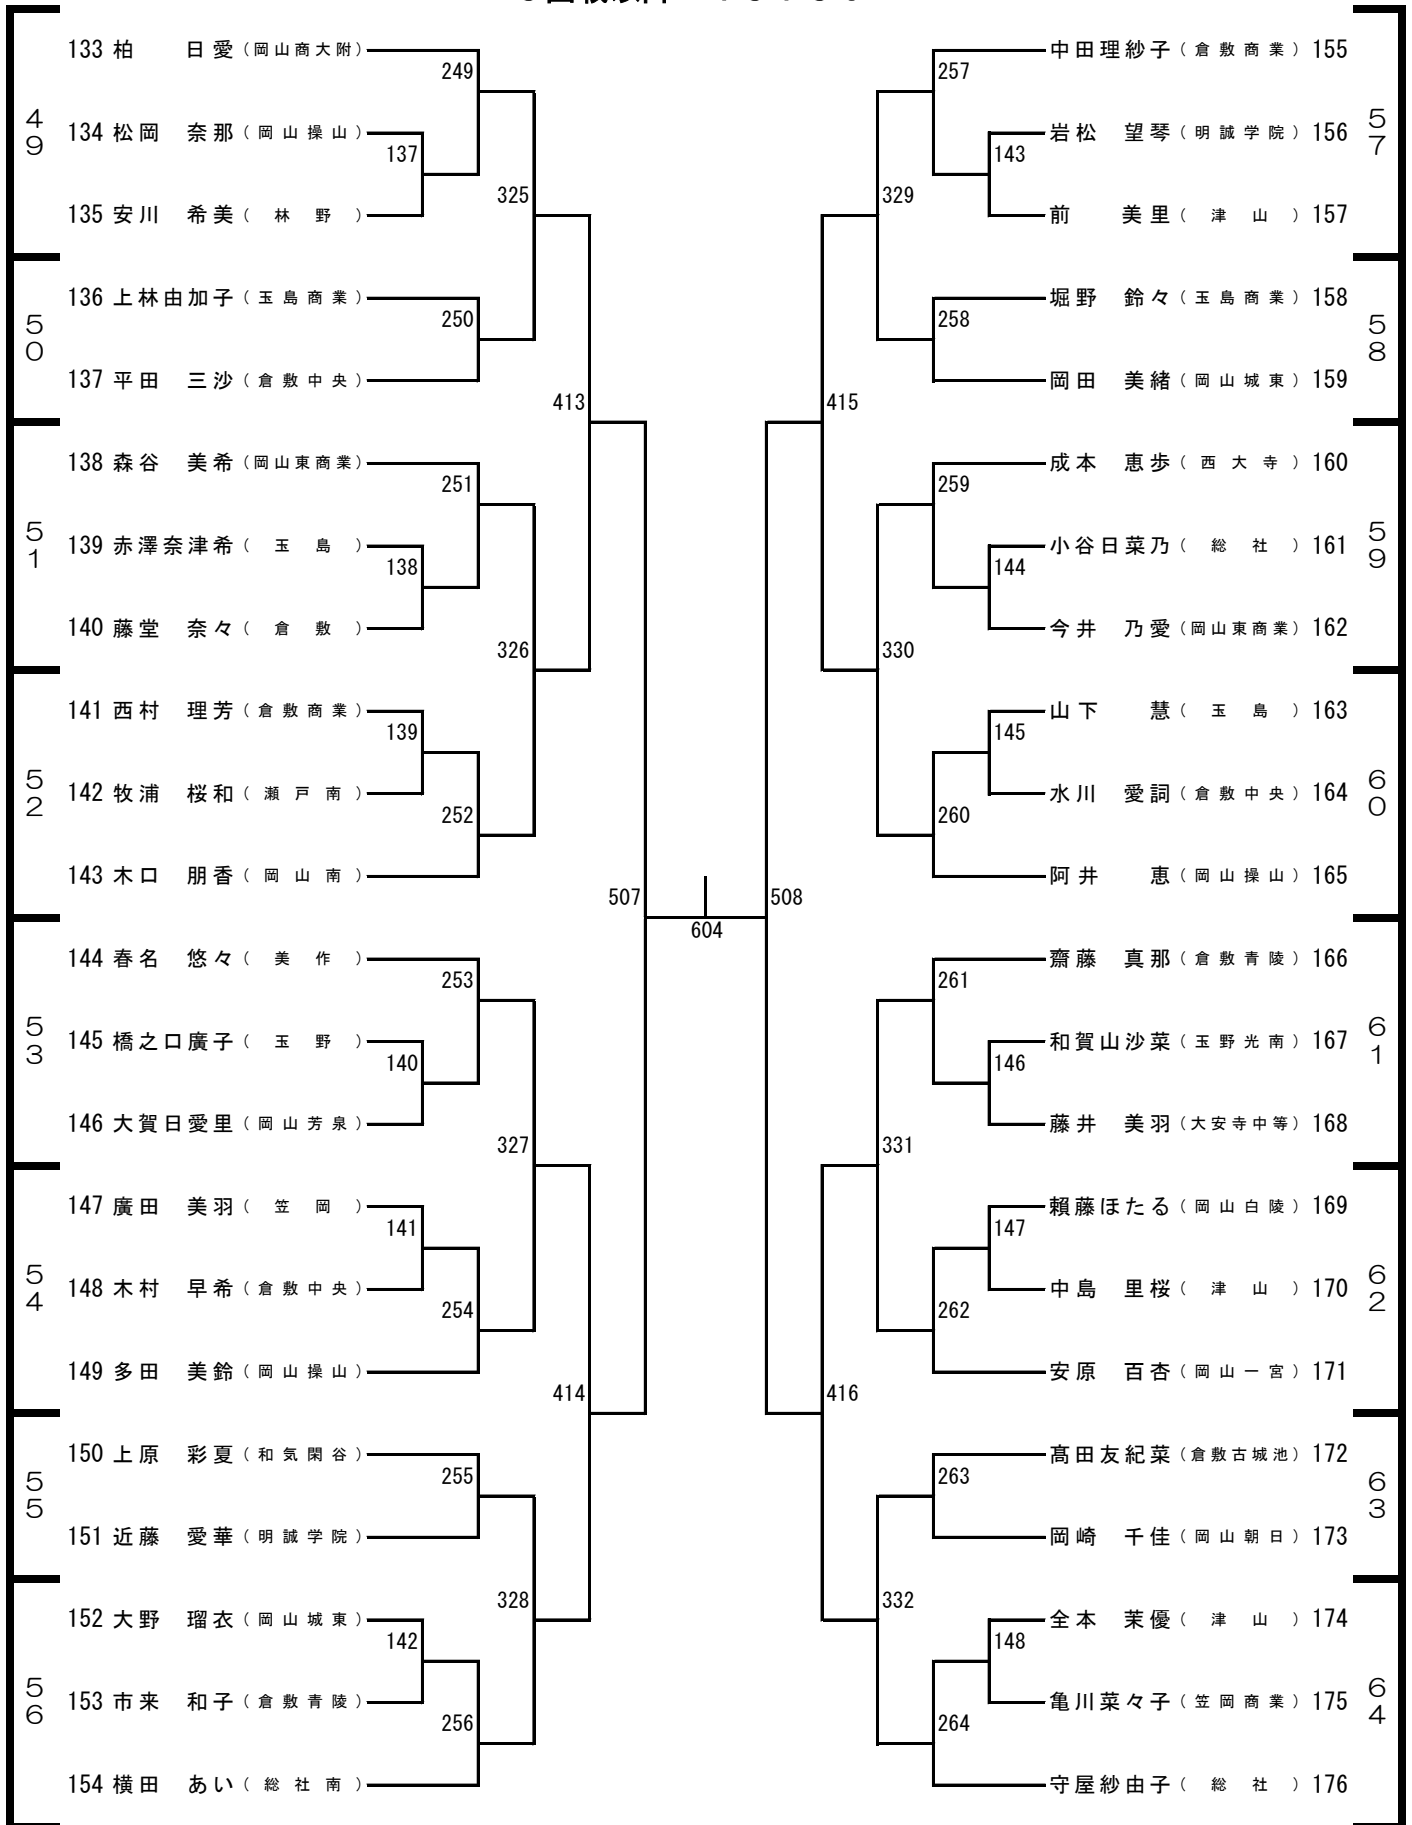 133 柏 日愛 (岡山商大附)
249
49
134 松岡 奈那 (岡山操山)
137
135 安川 希美 (林野)
325
136 上林由加子 (玉島商業)
250
50
137 平田 三沙 (倉敷中央)
413
138 森谷 美希 (岡山東商業)
251
51
139 赤澤奈津希 (玉島)
138
140 藤堂 奈々 (倉敷)
326
141 西村 理芳 (倉敷商業)
139
52
142 牧浦 桜和 (瀬戸南)
252
143 木口 朋香 (岡山南)
507
144 春名 悠々 (美作)
253
53
145 橋之口廣子 (玉野)
140
146 大賀日愛里 (岡山芳泉)
327
147 廣田 美羽 (笠岡)
141
54
148 木村 早希 (倉敷中央)
254
149 多田 美鈴 (岡山操山)
414
150 上原 彩夏 (和気閑谷)
255
55
151 近藤 愛華 (明誠学院)
328
152 大野 瑠衣 (岡山城東)
142
56
153 市来 和子 (倉敷青陵)
256
154 横田 あい (総社南)
604
中田理紗子 (倉敷商業) 155
257
57
岩松 望琴 (明誠学院) 156
143
前 美里 (津山) 157
329
堀野 鈴々 (玉島商業) 158
258
58
岡田 美緒 (岡山城東) 159
415
成本 恵歩 (西大寺) 160
259
59
小谷日菜乃 (総社) 161
144
今井 乃愛 (岡山東商業) 162
330
山下 慧 (玉島) 163
145
60
水川 愛詞 (倉敷中央) 164
260
阿井 恵 (岡山操山) 165
508
齋藤 真那 (倉敷青陵) 166
261
61
和賀山沙菜 (玉野光南) 167
146
藤井 美羽 (大安寺中等) 168
331
頼藤ほたる (岡山白陵) 169
147
62
中島 里桜 (津山) 170
262
安原 百杏 (岡山一宮) 171
416
髙田友紀菜 (倉敷古城池) 172
263
63
岡崎 千佳 (岡山朝日) 173
332
全本 茉優 (津山) 174
148
64
亀川菜々子 (笠岡商業) 175
264
守屋紗由子 (総社) 176